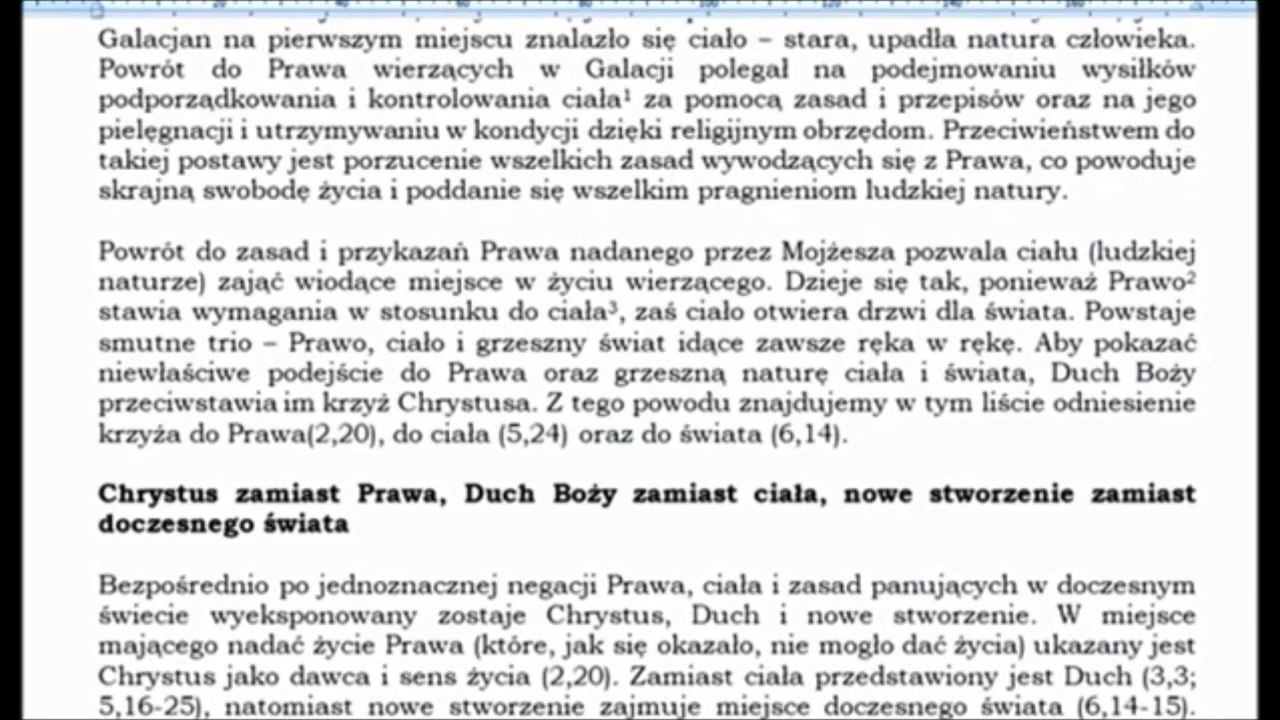 Galacjan na pierwszym miejscu znalazło się ciało – stara, upadła natura człowieka.
Powrót do Prawa wierzących w Galacji polegał na podejmowaniu wysiłków
podporządkowania i kontrolowania ciała¹ za pomocą zasad i przepisów oraz na jego
pielęgnacji i utrzymywaniu w kondycji dzięki religijnym obrzędom. Przeciwieństwem do
takiej postawy jest porzucenie wszelkich zasad wywodzących się z Prawa, co powoduje
skrajną swobodę życia i poddanie się wszelkim pragnieniom ludzkiej natury.
Powrót do zasad i przykazań Prawa nadanego przez Mojżesza pozwala ciału (ludzkiej
naturze) zająć wiodące miejsce w życiu wierzącego. Dzieje się tak, ponieważ Prawo²
stawia wymagania w stosunku do ciała³, zaś ciało otwiera drzwi dla świata. Powstaje
smutne trio – Prawo, ciało i grzeszny świat idące zawsze ręka w rękę. Aby pokazać
niewłaściwe podejście do Prawa oraz grzeszną naturę ciała i świata, Duch Boży
przeciwstawia im krzyż Chrystusa. Z tego powodu znajdujemy w tym liście odniesienie
krzyża do Prawa(2,20), do ciała (5,24) oraz do świata (6,14).
Chrystus zamiast Prawa, Duch Boży zamiast ciała, nowe stworzenie zamiast
doczesnego świata
Bezpośrednio po jednoznacznej negacji Prawa, ciała i zasad panujących w doczesnym
świecie wyeksponowany zostaje Chrystus, Duch i nowe stworzenie. W miejsce
mającego nadać życie Prawa (które, jak się okazało, nie mogło dać życia) ukazany jest
Chrystus jako dawca i sens życia (2,20). Zamiast ciała przedstawiony jest Duch (3,3;
5,16-25), natomiast nowe stworzenie zajmuje miejsce doczesnego świata (6,14-15).